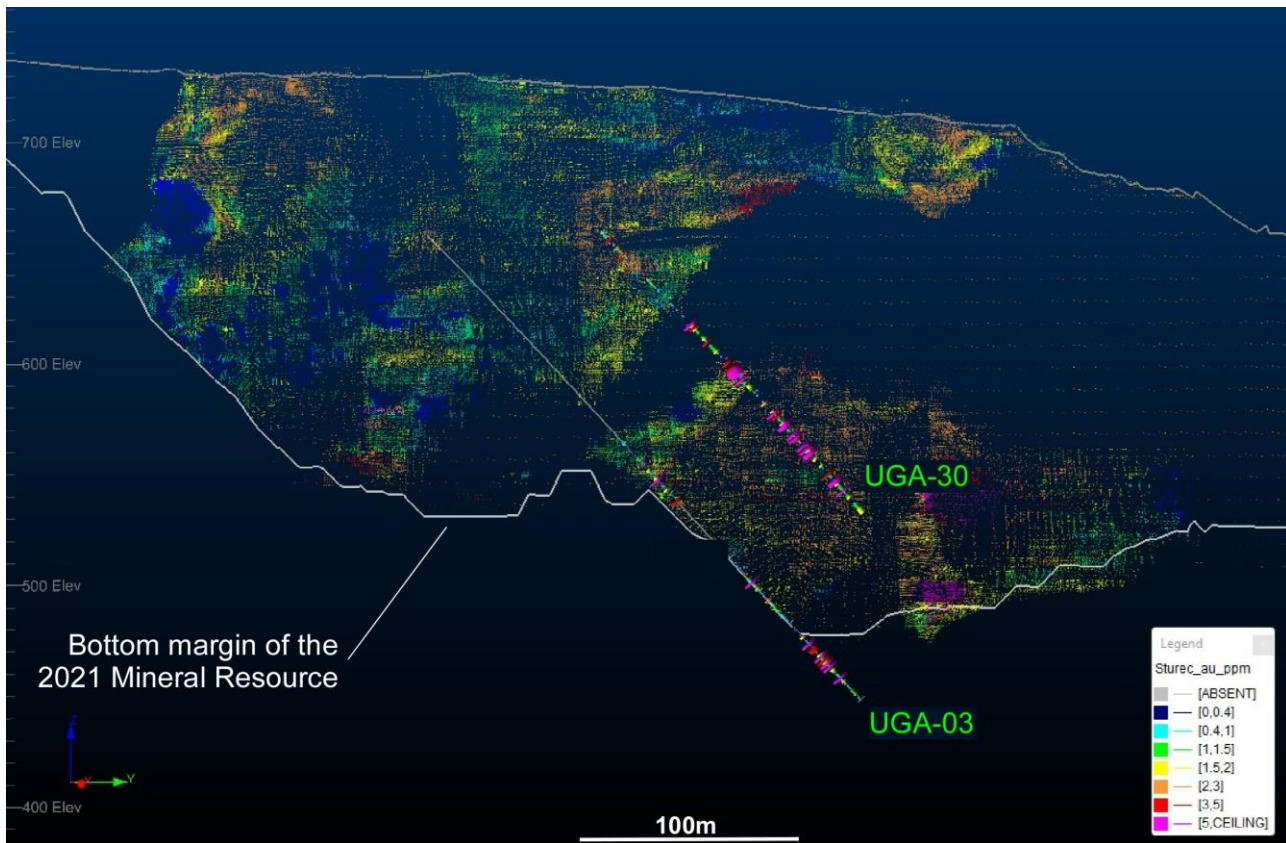 700 Elev
600 Elev
UGA-30
500 Elev
Bottom margin of the
2021 Mineral Resource
UGA-03
Z
X
Y
400 Elev
100m
Legend
Sturec_au_ppm
[ABSENT]
[0,0.4]
[0.4,1]
[1,1.5]
[1.5,2]
[2,3]
[3,5]
[5,CEILING]